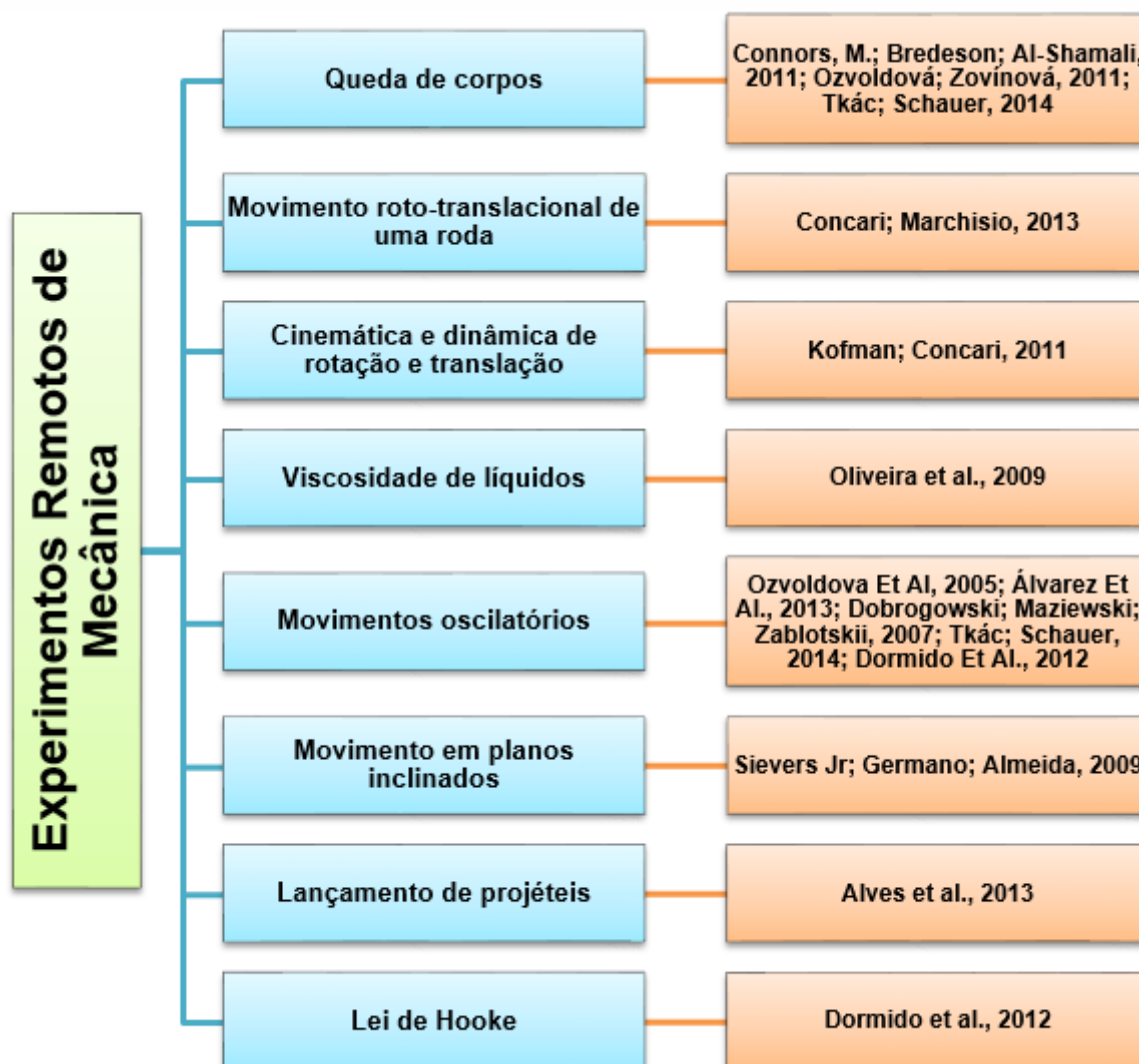 Experimentos Remotos de
Mecânica
Queda de corpos
Connors, M.; Bredeson; Al-Shamali,
2011; Ozvoldová; Zovínová, 2011;
Tkác; Schauer, 2014
Movimento roto-translacional de
uma roda
Concari; Marchisio, 2013
Cinemática e dinâmica de
rotação e translação
Kofman; Concari, 2011
Viscosidade de líquidos
Oliveira et al., 2009
Movimentos oscilatórios
Ozvoldova Et Al, 2005; Álvarez Et
Al., 2013; Dobrogowski; Maziewski;
Zablotskii, 2007; Tkác; Schauer,
2014; Dormido Et Al., 2012
Movimento em planos
inclinados
Sievers Jr; Germano; Almeida, 2009
Lançamento de projéteis
Alves et al., 2013
Lei de Hooke
Dormido et al., 2012